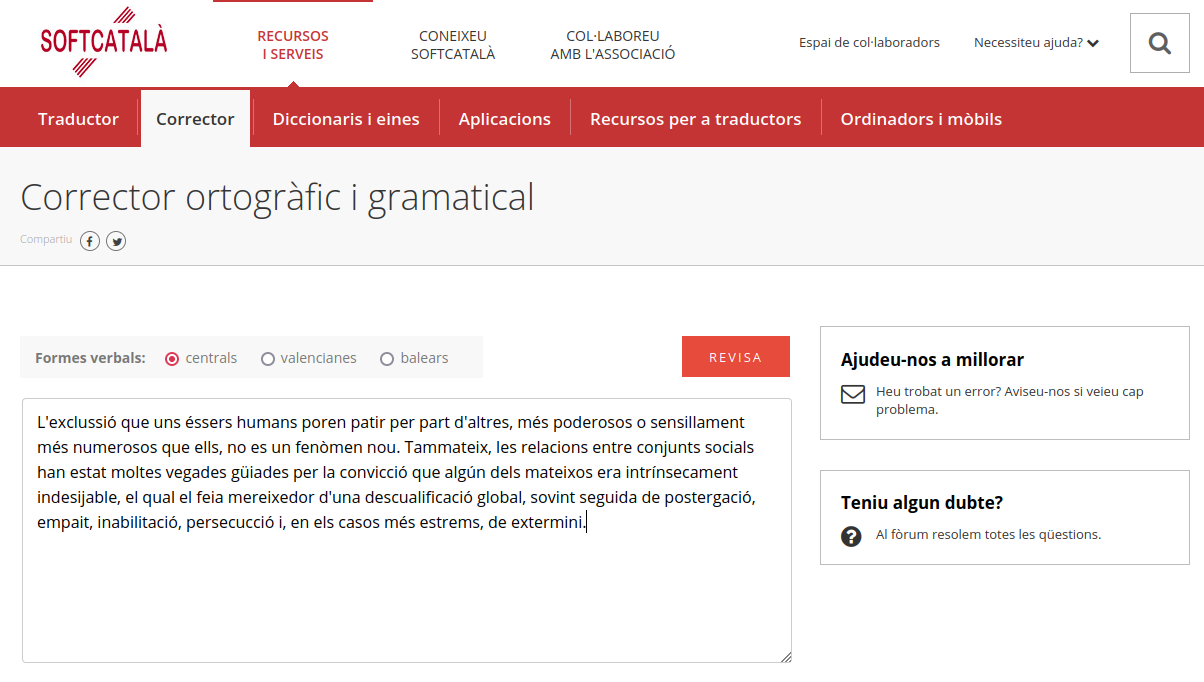 SOFTCATALÀ
RECURSOS
I SERVEIS
CONEIXEU
SOFTCATALÀ
COL·LABOREU
AMB L'ASSOCIACIÓ
Espai de col·laboradors
Necessiteu ajuda?
Traductor
Corrector
Diccionaris i eines
Aplicacions
Recursos per a traductors
Ordinadors i mòbils
Corrector ortogràfic i gramatical
Compartiu
Formes verbals:
centrals
valencianes
balears
REVISA
L'exclussió que uns éssers humans poren patir per part d'altres, més poderosos o sensillament
més numerosos que ells, no es un fenòmen nou. Tammateix, les relacions entre conjunts socials
han estat moltes vegades güiades per la convicció que algún dels mateixos era intrínsecament
indesijable, el qual el feia mereixedor d'una descualificació global, sovint seguida de postergació,
empait, inabilitació, persecucció i, en els casos més estrems, de extermini.
Ajudeu-nos a millorar
Heu trobat un error? Aviseu-nos si veieu cap
problema.
Teniu algun dubte?
Al fòrum resolem totes les qüestions.